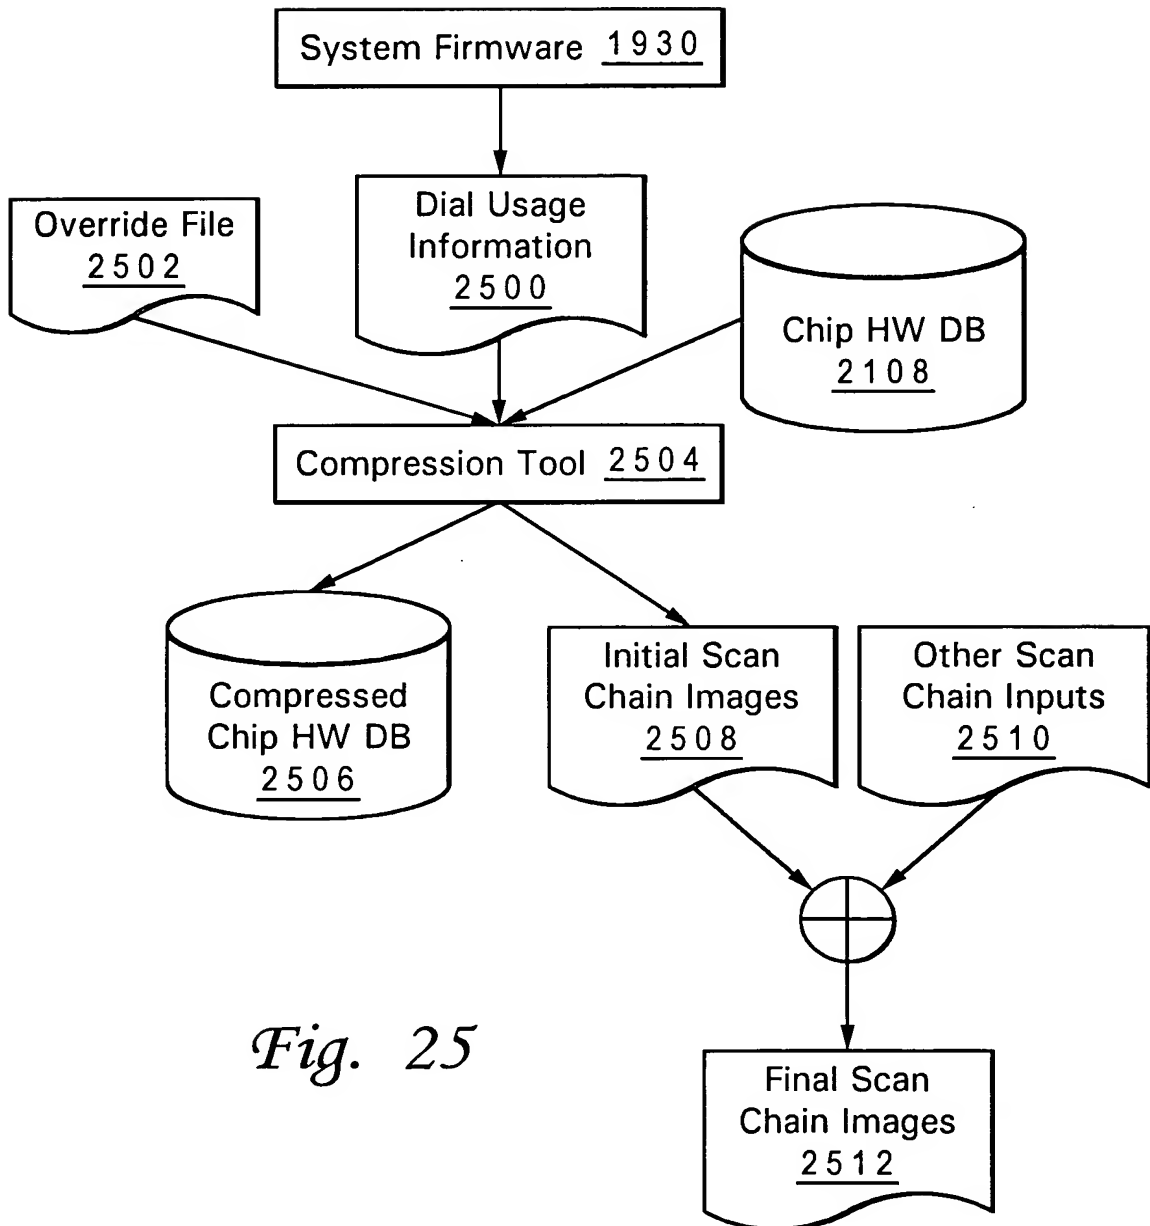 System Firmware 1930
Override File
2502
Dial Usage
Information
2500
Chip HW DB
2108
Compression Tool 2504
Compressed
Chip HW DB
2506
Initial Scan
Chain Images
2508
Other Scan
Chain Inputs
2510
Fig. 25
Final Scan
Chain Images
2512